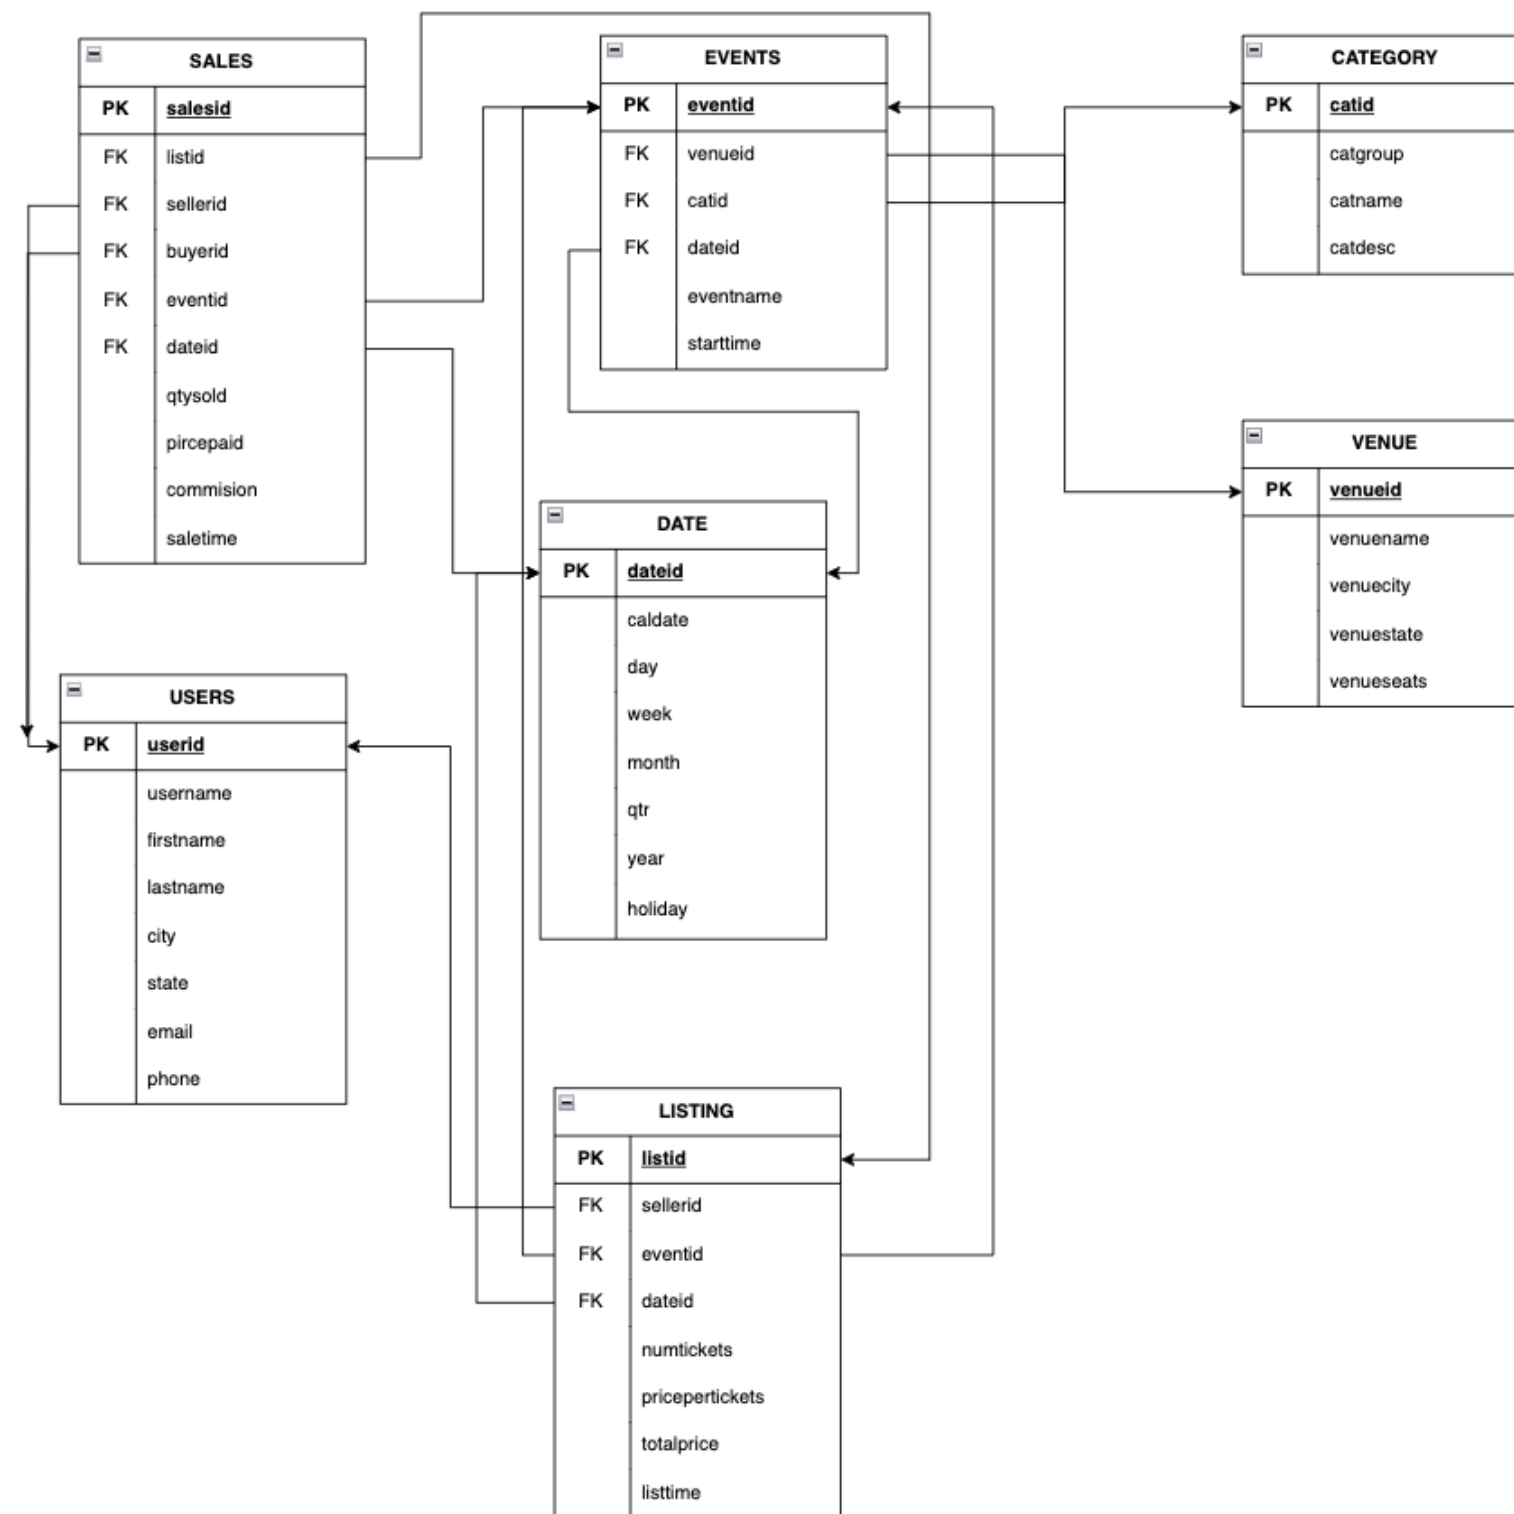 SALES
PK salesid
FK listid
FK sellerid
FK buyerid
FK eventid
FK dateid
qtysold
pircepaid
commision
saletime
EVENTS
PK eventid
FK venueid
FK catid
FK dateid
eventname
starttime
CATEGORY
PK catid
catgroup
catname
catdesc
VENUE
PK venueid
venuename
venuecity
venuestate
venueseats
DATE
PK dateid
caldate
day
week
month
qtr
year
holiday
USERS
PK userid
username
firstname
lastname
city
state
email
phone
LISTING
PK listid
FK sellerid
FK eventid
FK dateid
numtickets
pricepertickets
totalprice
listtime